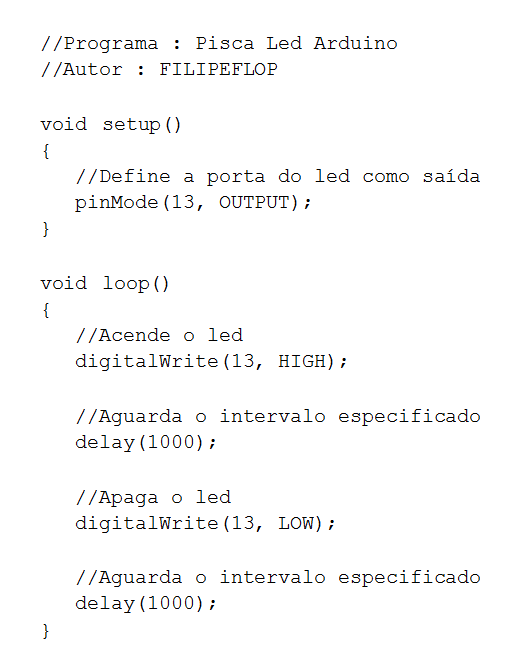 //Programa : Pisca Led Arduino
//Autor : FILIPEFLOP
void setup()
{
//Define a porta do led como saída
pinMode(13, OUTPUT);
}
void loop()
{
//Acende o led
digitalWrite(13, HIGH);
//Aguarda o intervalo especificado
delay(1000);
//Apaga o led
digitalWrite(13, LOW);
//Aguarda o intervalo especificado
delay(1000);
}